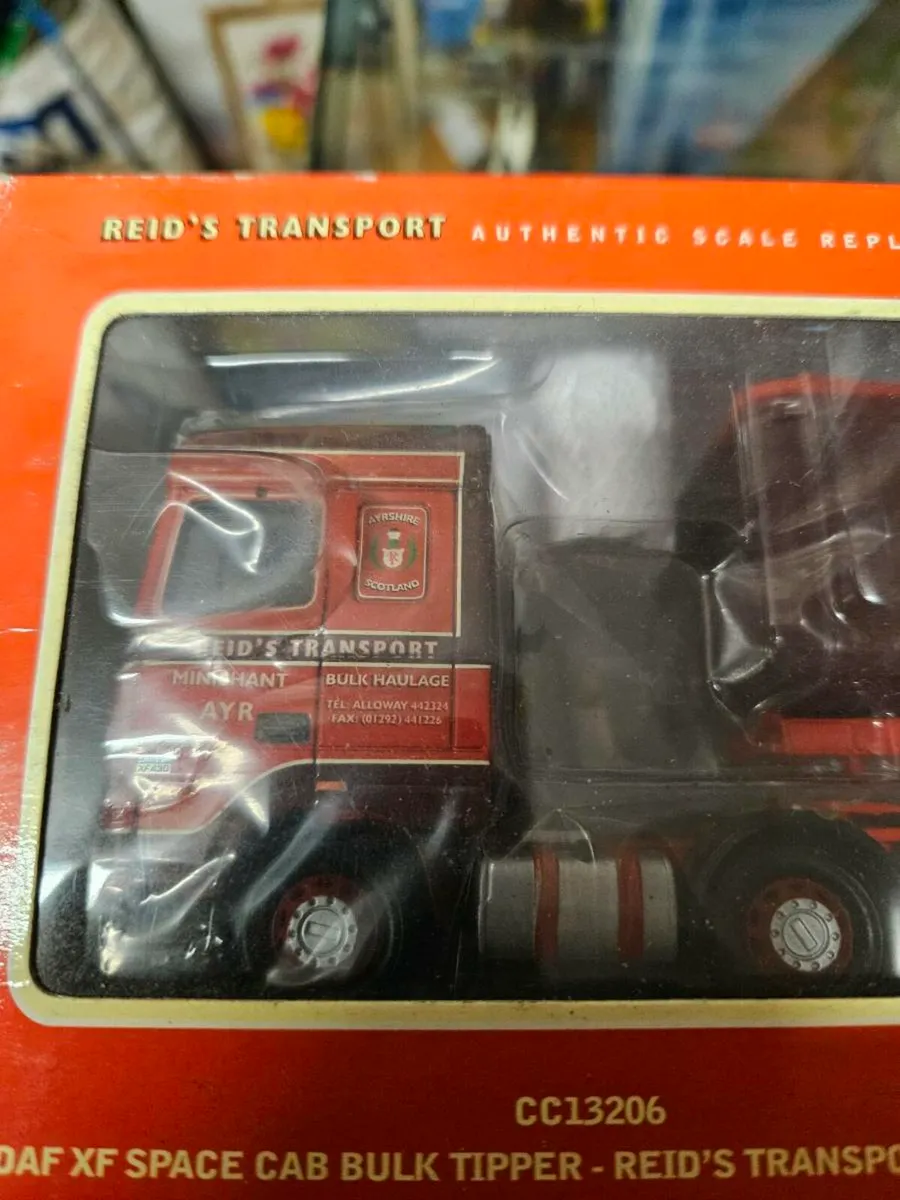 REID'S TRANSPORT AUTHENTIC SCALE REPL
AYRSHIRE
SCOTLAND
REID'S TRANSPORT
MINISHANT
AYR
BULK HAULAGE
TEL: ALLOWAY 442324
FAX: (01292) 441226
CC13206
DAF XF SPACE CAB BULK TIPPER - REID'S TRANSPO